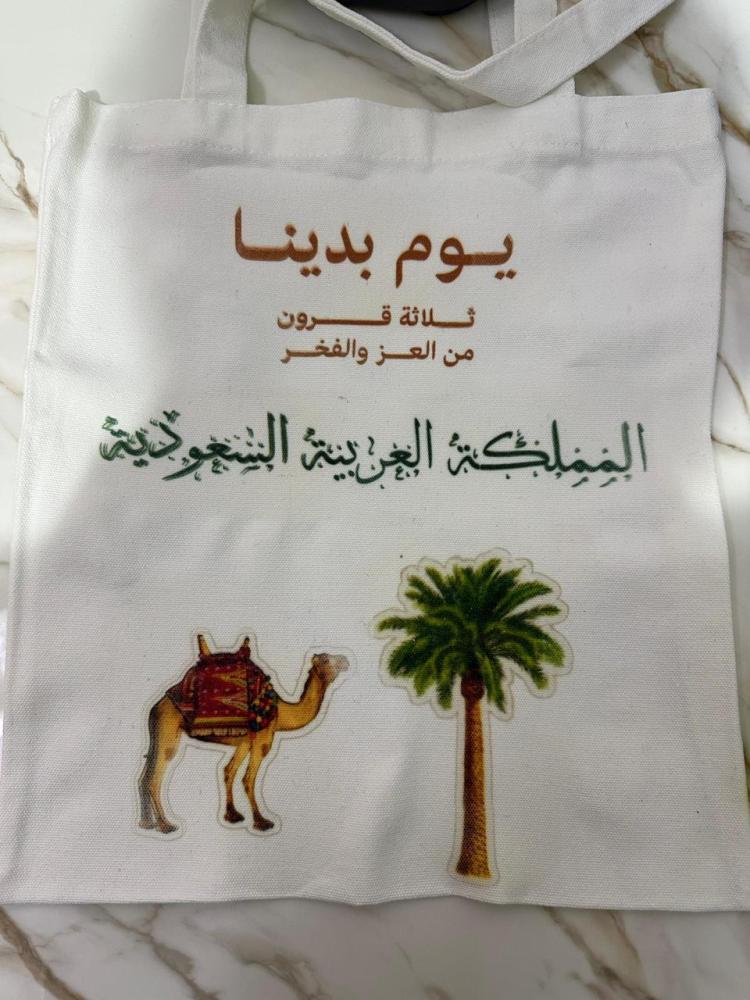 يوم بدينا
ثلاثة قرون
من العز والفخر
المملكة العربية السعودية